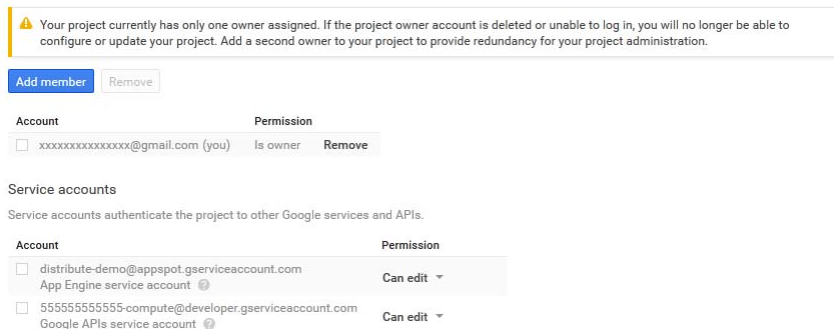 Your project currently has only one owner assigned. If the project owner account is deleted or unable to log in, you will no longer be able to
configure or update your project. Add a second owner to your project to provide redundancy for your project administration.
Add member Remove
Account Permission
xxxxxxxxxxxxxxx@gmail.com (you) Is owner Remove
Service accounts
Service accounts authenticate the project to other Google services and APIs.
Account Permission
distribute-demo@appspot.gserviceaccount.com
App Engine service account ?
Can edit
555555555555-compute@developer.gserviceaccount.com
Google APIs service account ?
Can edit